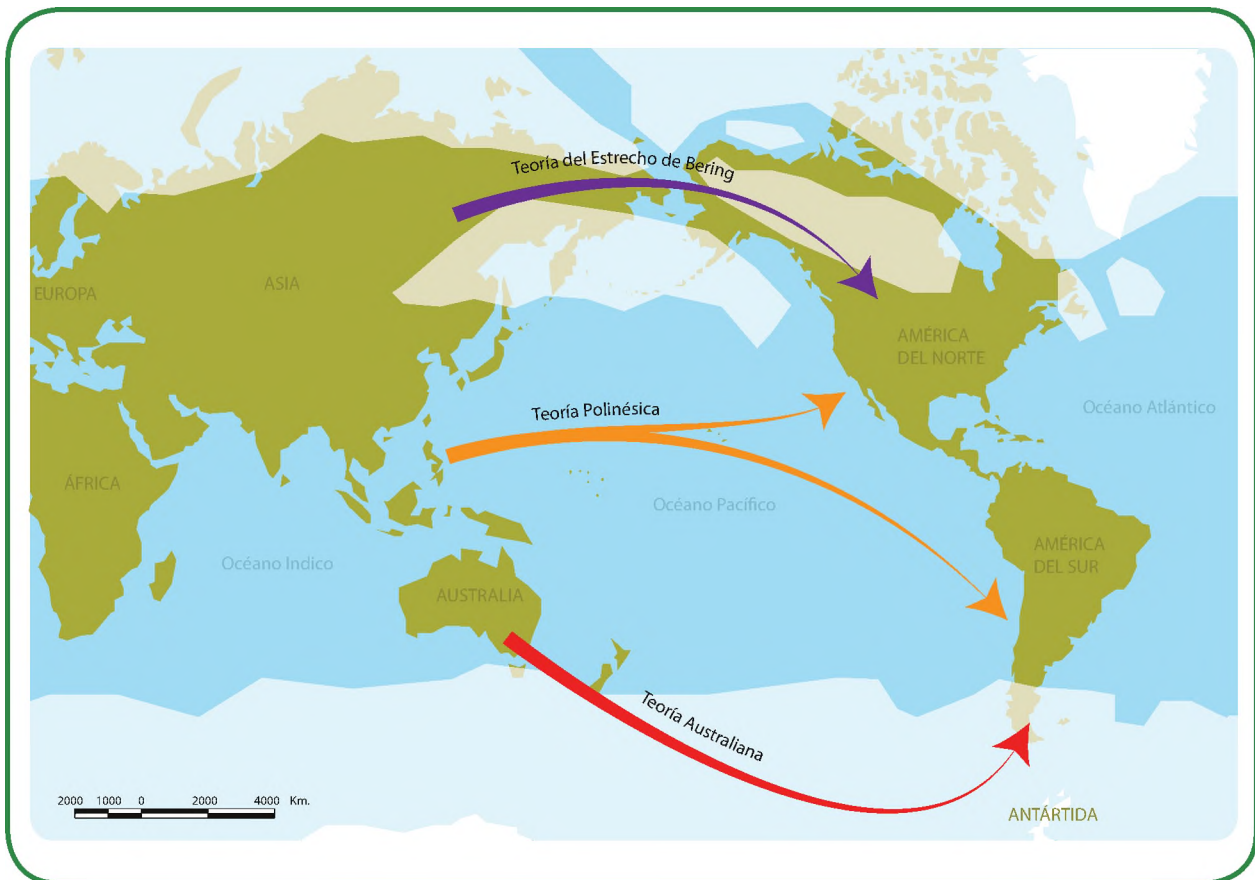 Teoría del Estrecho de Bering
EUROPA
ASIA
AMÉRICA
DEL NORTE
Teoría Polinésica
Océano Atlántico
ÁFRICA
Océano Pacífico
AMÉRICA
DEL SUR
Océano Indico
AUSTRALIA
Teoría Australiana
2000 1000 0 2000 4000 Km.
ANTÁRTIDA